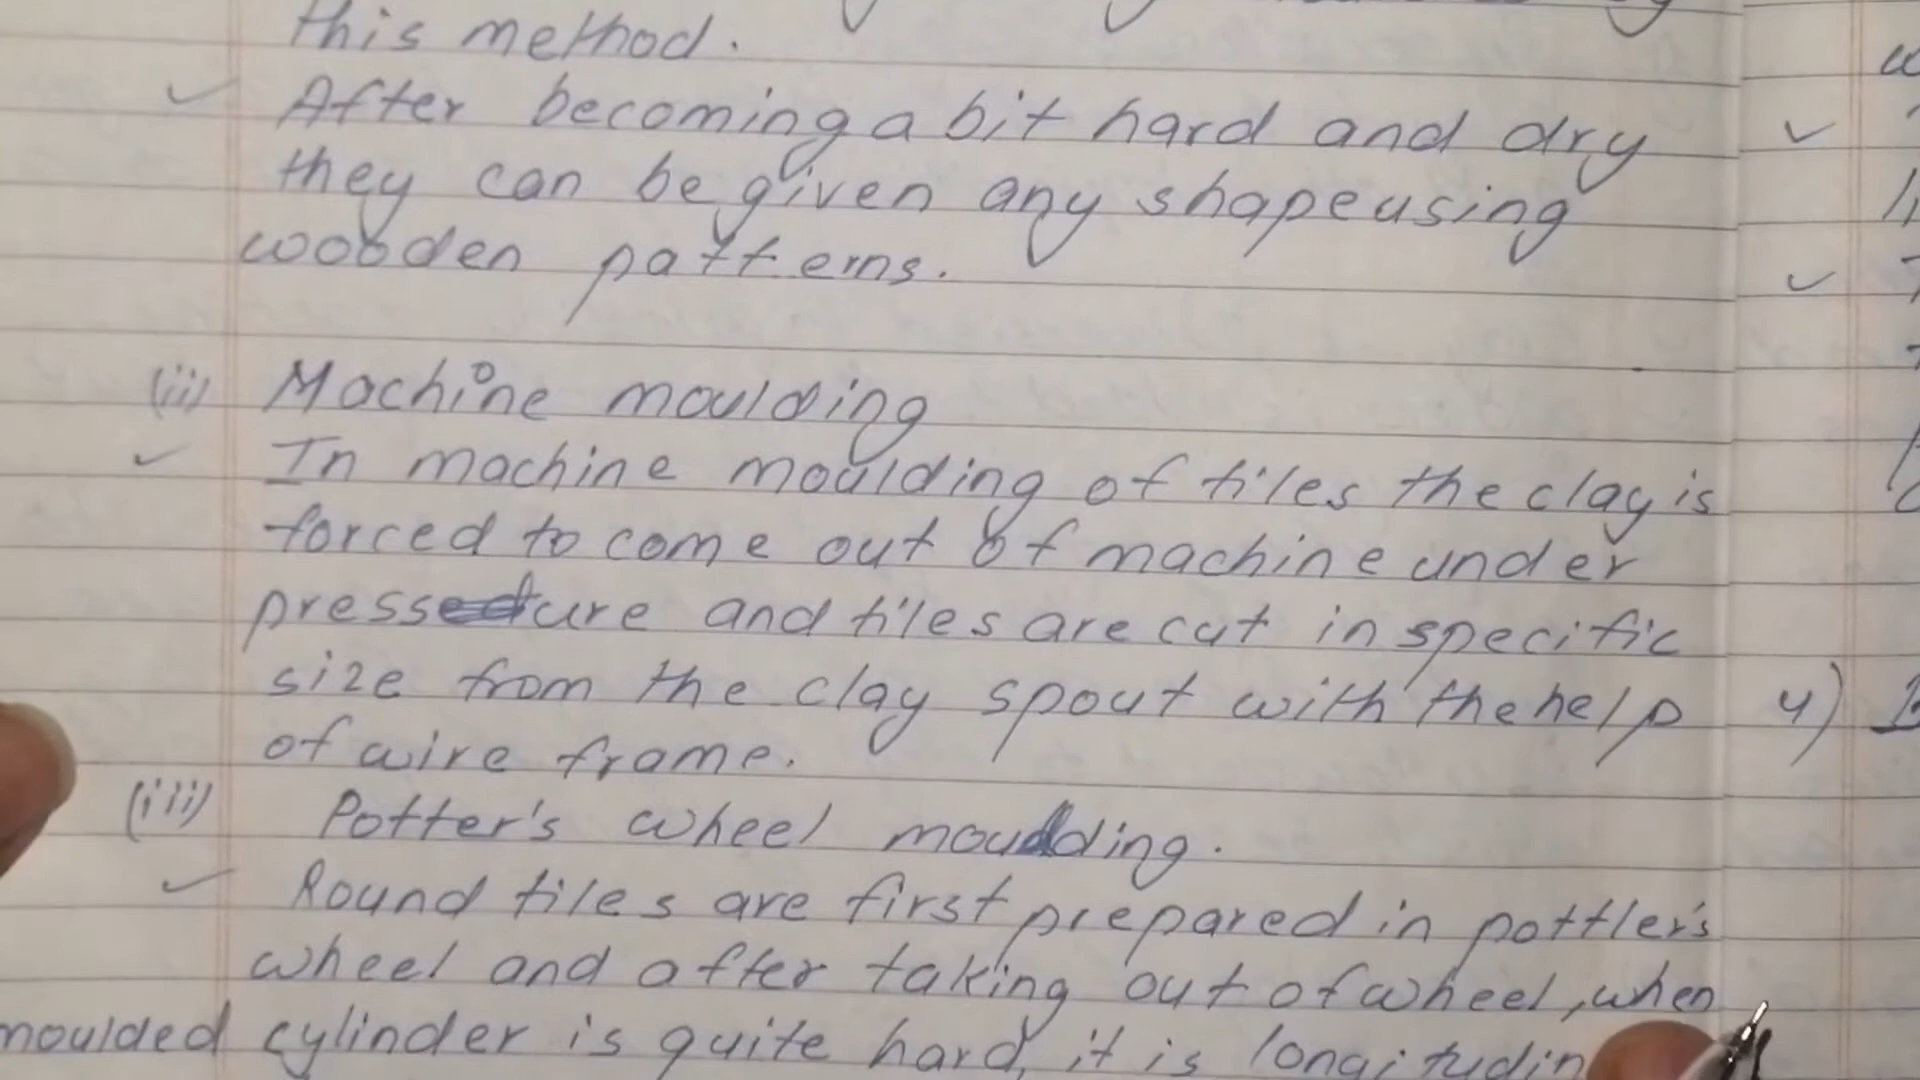 this method.
✓ After becoming a bit hard and dry
they can be given any shape using
wooden patterns.
(ii) Machine moulding
✓ In machine moulding of tiles the clay is
forced to come out of machine under
pressure and tiles are cut in specific
size from the clay spout with the help
of wire frame.
(iii) Potter's wheel moulding.
✓ Round tiles are first prepared in pottler's
wheel and after taking out of wheel, when
moulded cylinder is quite hard, it is
4)